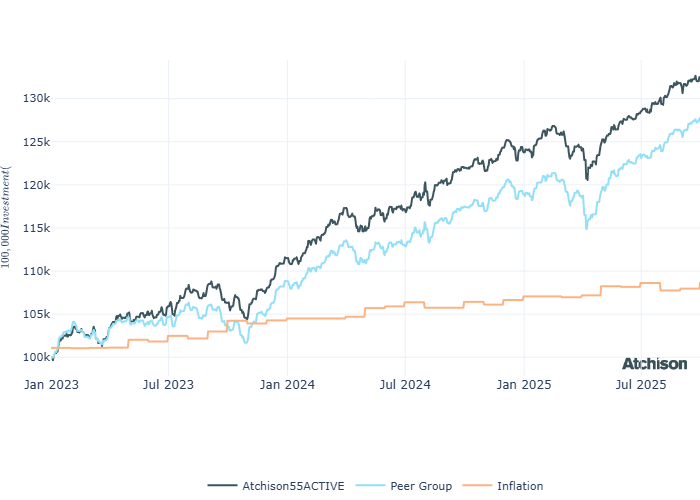 130k
125k
120k
115k
110k
105k
100k
100,000Investment(
Jan 2023 Jul 2023 Jan 2024 Jul 2024 Jan 2025 Jul 2025
Atchison
Atchison55ACTIVE Peer Group Inflation